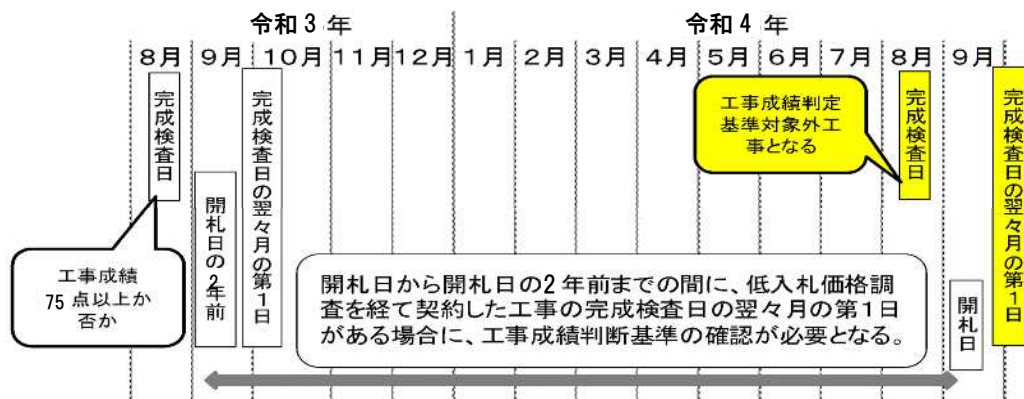 令和３年
令和４年
８月
９月
１０月
１１月
１２月
１月
２月
３月
４月
５月
６月
７月
８月
９月
完成検査日
完成検査日の翌々月の第１日
開札日の2年前
工事成績
75点以上か
否か
工事成績判定
基準対象外工
事となる
完成検査日
完成検査日の翌々月の第１日
開札日
開札日から開札日の2年前までの間に、低入札価格調
査を経て契約した工事の完成検査日の翌々月の第１日
がある場合に、工事成績判断基準の確認が必要となる。